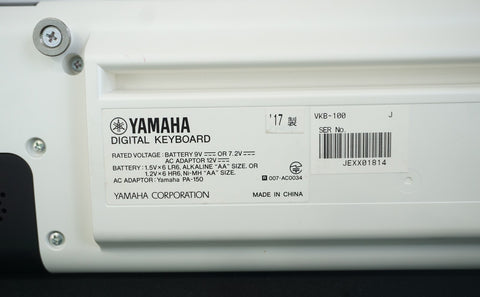 YAMAHA
DIGITAL KEYBOARD
RATED VOLTAGE: BATTERY 9V OR 7.2V
AC ADAPTOR 12V
BATTERY: 1.5V×6 LR6, ALKALINE "AA" SIZE. OR
1.2V×6 HR6, Ni-MH "AA" SIZE.
AC ADAPTOR: Yamaha PA-150
YAMAHA CORPORATION
MADE IN CHINA
R 007-AC0034
'17 製
VKB-100 J
SER No.
JEXX01814